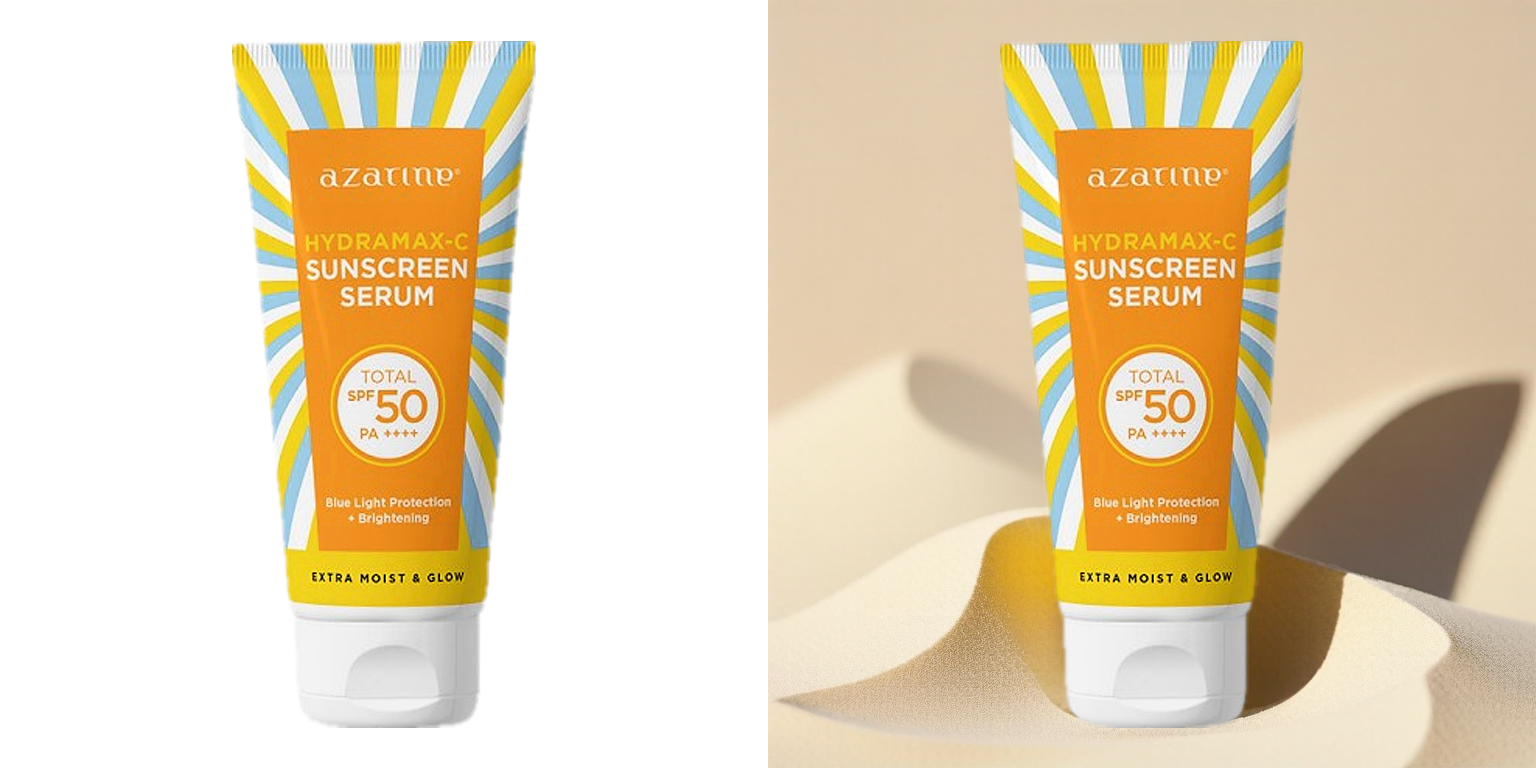 azarine®
HYDRAMAX-C
SUNSCREEN
SERUM
TOTAL
SPF 50
PA ++++
Blue Light Protection
+ Brightening
EXTRA MOIST & GLOW
azarine®
HYDRAMAX-C
SUNSCREEN
SERUM
TOTAL
SPF 50
PA ++++
Blue Light Protection
+ Brightening
EXTRA MOIST & GLOW